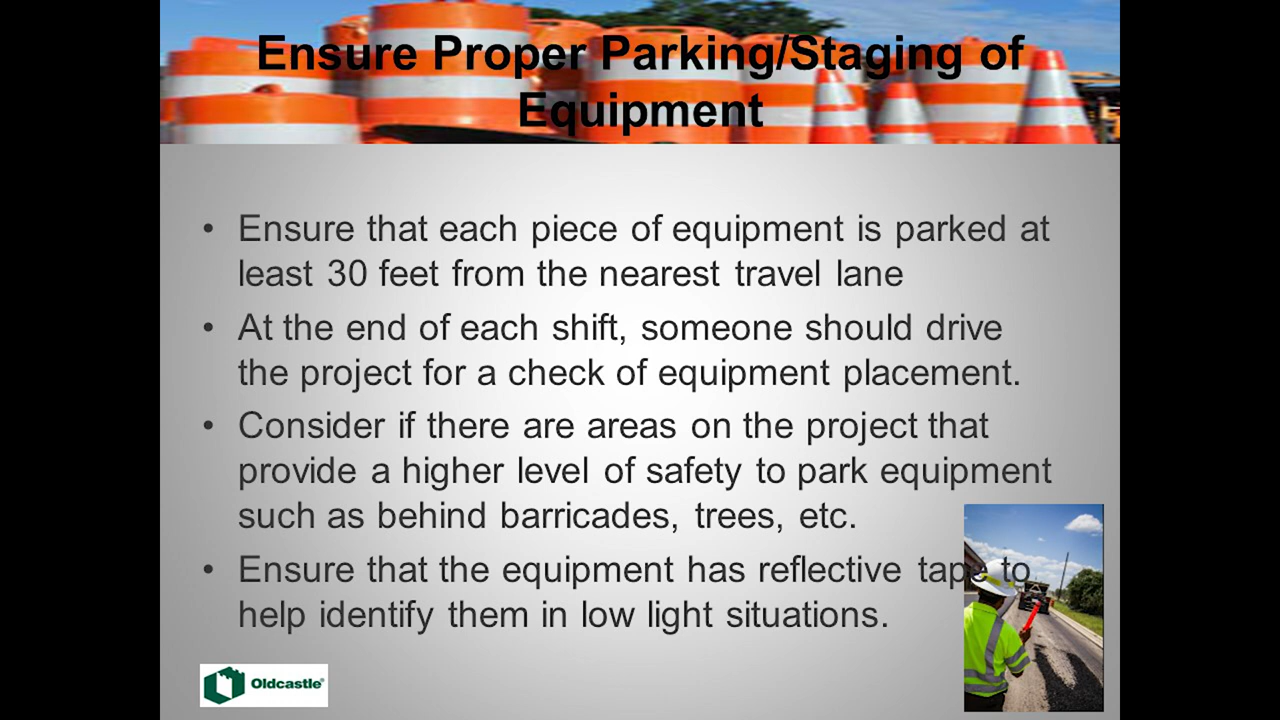 Ensure Proper Parking/Staging of
Equipment
• Ensure that each piece of equipment is parked at
least 30 feet from the nearest travel lane
• At the end of each shift, someone should drive
the project for a check of equipment placement.
• Consider if there are areas on the project that
provide a higher level of safety to park equipment
such as behind barricades, trees, etc.
• Ensure that the equipment has reflective tape to
help identify them in low light situations.
Oldcastle®